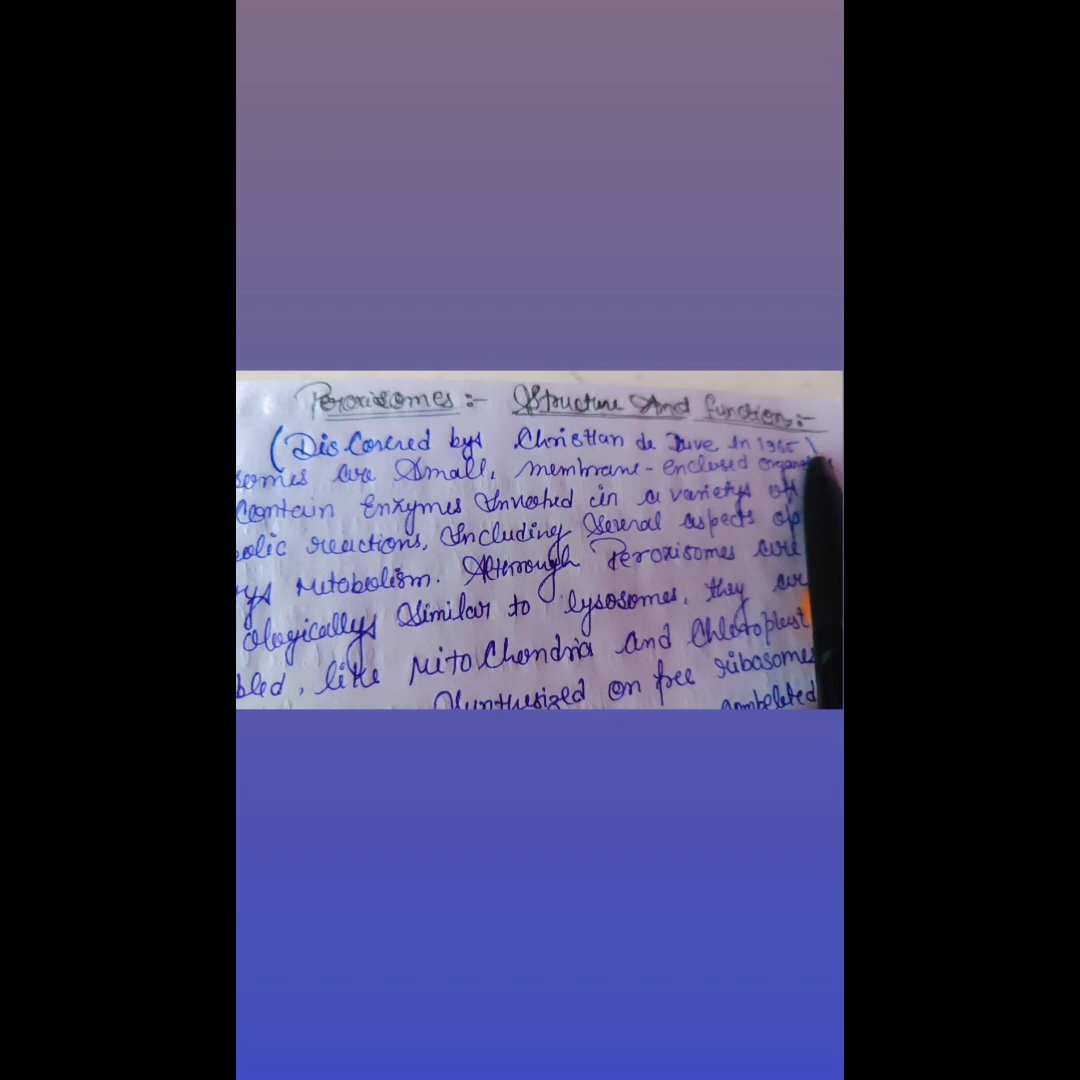 Peroxisomes :- Structure And function :-
(Discovered by Christian de Duve in 1965)
somes are Small, membrane-enclosed
Contain Enzymes Involved in a variety of
olic reactions, Including Several aspects of
gy Metabolism. Although Peroxisomes are
ologically Similar to lysosomes, they are
bled, like Mitochondria and Chloroplast
Synthesized on free ribosomes